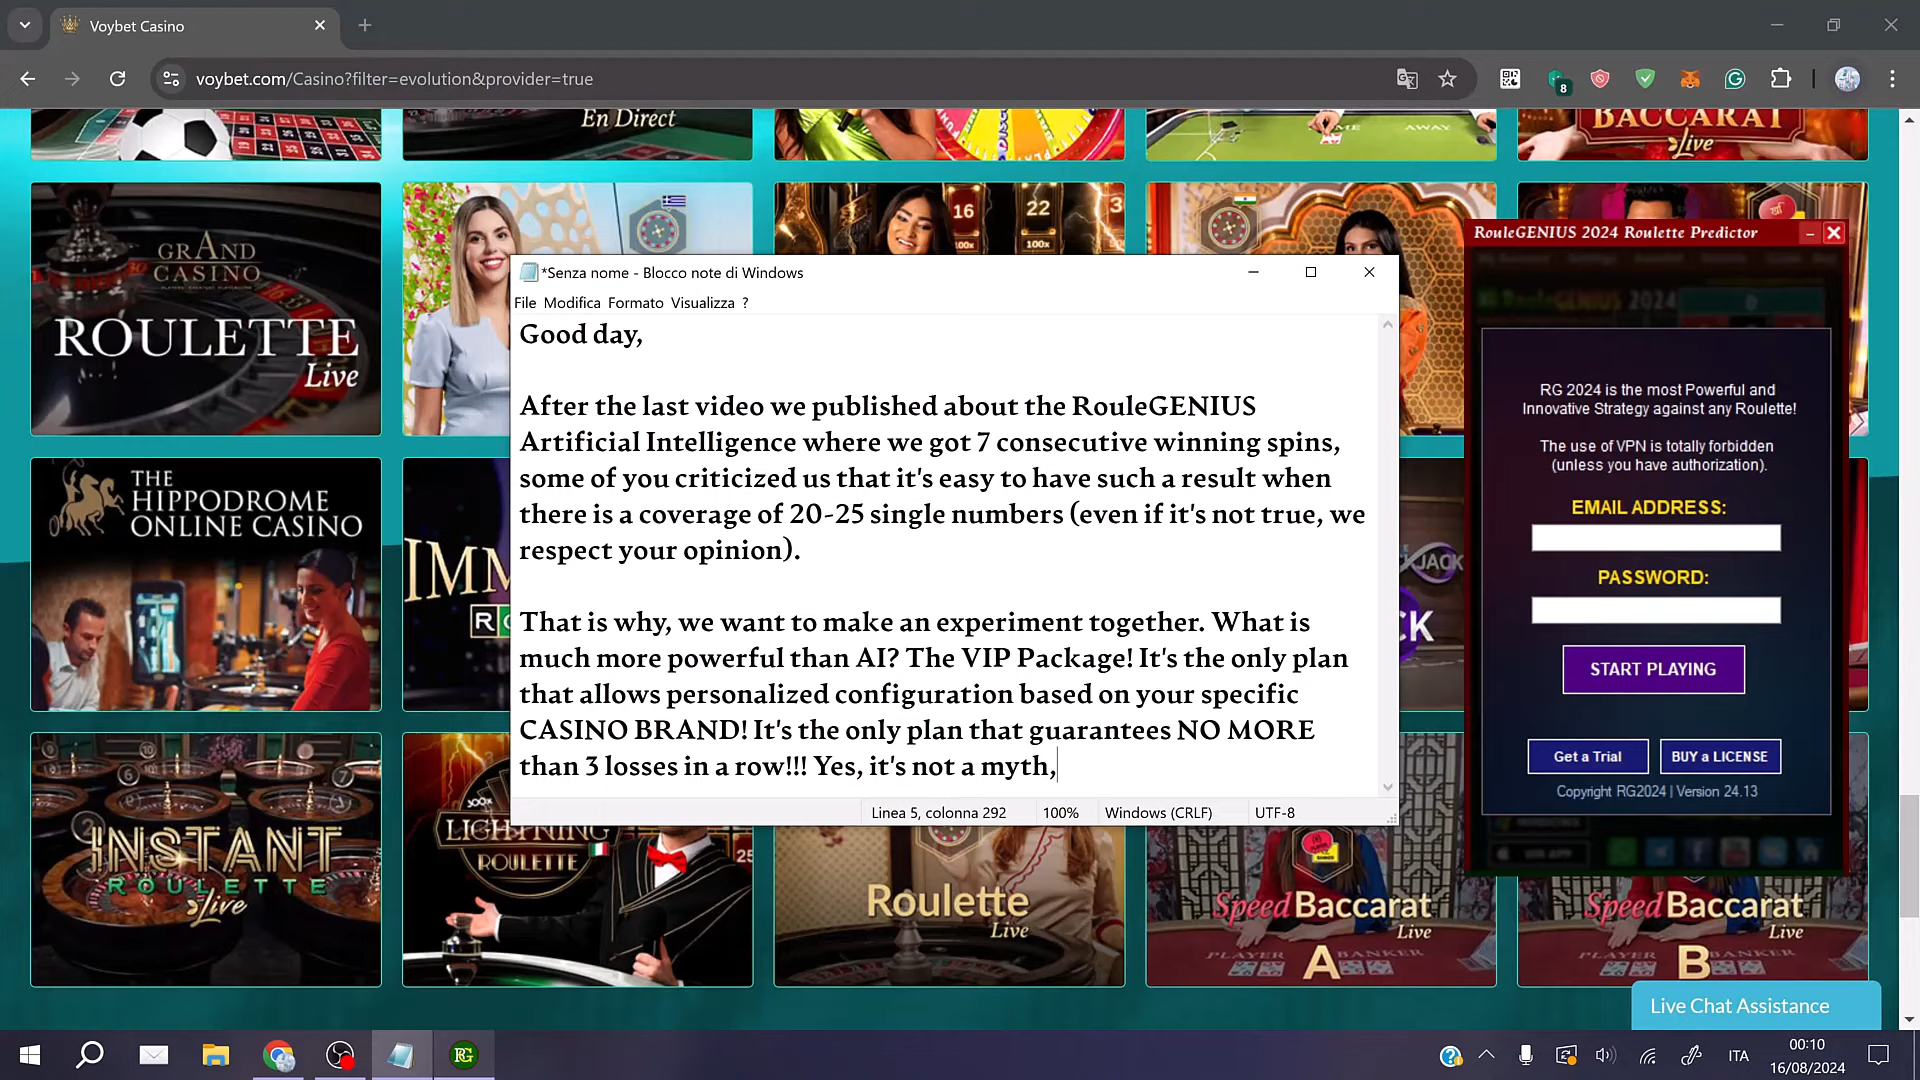 Voybet Casino
voybet.com/Casino?filter=evolution&provider=true
8
En Direct
AWAY
BACCARAT
Live
GRAND
CASINO
ROULETTE
Live
16
100x
22
100x
RouleGENIUS 2024 Roulette Predictor
*Senza nome - Blocco note di Windows
File Modifica Formato Visualizza ?
Good day,
After the last video we published about the RouleGENIUS
Artificial Intelligence where we got 7 consecutive winning spins,
some of you criticized us that it's easy to have such a result when
there is a coverage of 20-25 single numbers (even if it's not true, we
respect your opinion).
That is why, we want to make an experiment together. What is
much more powerful than AI? The VIP Package! It's the only plan
that allows personalized configuration based on your specific
CASINO BRAND! It's the only plan that guarantees NO MORE
than 3 losses in a row!!! Yes, it's not a myth,
Linea 5, colonna 292
100%
Windows (CRLF)
UTF-8
RG 2024 is the most Powerful and
Innovative Strategy against any Roulette!
The use of VPN is totally forbidden
(unless you have authorization).
EMAIL ADDRESS:
PASSWORD:
START PLAYING
Get a Trial
BUY a LICENSE
Copyright RG2024 | Version 24.13
THE
HIPPODROME
ONLINE CASINO
IMM
INSTANT
ROULETTE
Live
LIGHTNING
ROULETTE
Roulette
Live
Speed Baccarat
Live
PLAYER
BANKER
A
Speed Baccarat
Live
PLAYER
BANKER
B
Live Chat Assistance
RG
ITA
00:10
16/08/2024